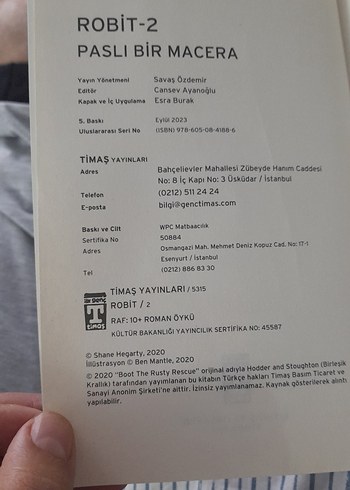 ROBİT-2
PASLI BİR MACERA
Yayın Yönetmeni Savaş Özdemir
Editör Cansev Ayanoğlu
Kapak ve İç Uygulama Esra Burak
5. Baskı Eylül 2023
Uluslararası Seri No (ISBN) 978-605-08-4188-6
TİMAŞ YAYINLARI
Adres Bahçelievler Mahallesi Zübeyde Hanım Caddesi
No: 8 İç Kapı No: 3 Üsküdar / İstanbul
Telefon (0212) 511 24 24
E-posta bilgi@genctimas.com
Baskı ve Cilt WPC Matbaacılık
Sertifika No 50884
Adres Osmangazi Mah. Mehmet Deniz Kopuz Cad. No: 17-1
Esenyurt / İstanbul
Tel (0212) 886 83 30
genç
T
timaş
TİMAŞ YAYINLARI / 5315
ROBİT / 2
RAF: 10+ ROMAN ÖYKÜ
KÜLTÜR BAKANLIĞI YAYINCILIK SERTİFİKA NO: 45587
© Shane Hegarty, 2020
İllüstrasyon © Ben Mantle, 2020
© 2020 "Boot The Rusty Rescue" orijinal adıyla Hodder and Stoughton (Birleşik
Krallık) tarafından yayımlanan bu kitabın Türkçe hakları Timaş Basım Ticaret ve
Sanayi Anonim Şirketi'ne aittir. İzinsiz yayımlanamaz. Kaynak gösterilerek alıntı
yapılabilir.